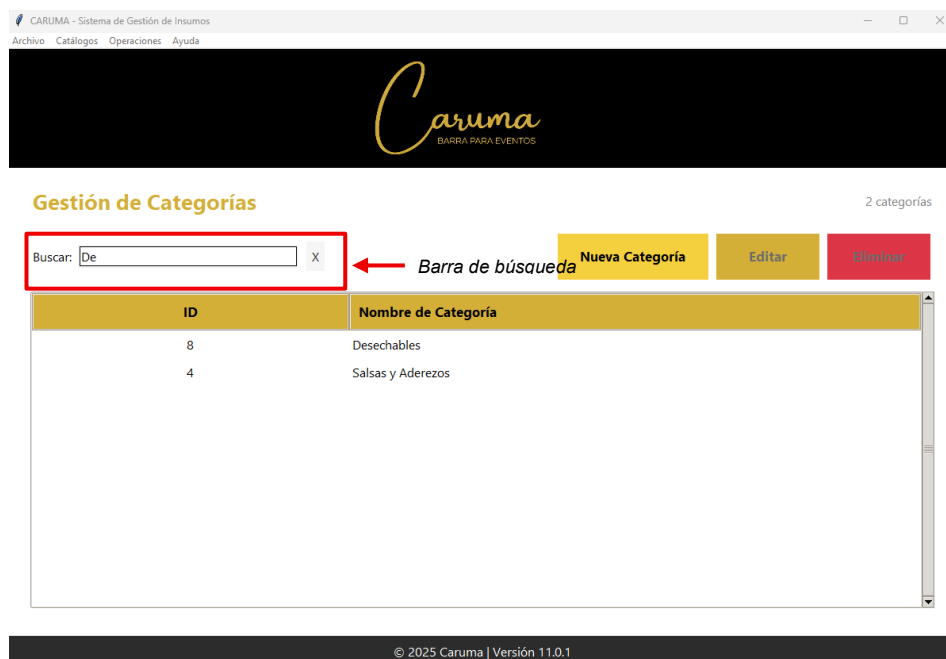 CARUMA - Sistema de Gestión de Insumos
Archivo Catálogos Operaciones Ayuda
Caruma
BARRA PARA EVENTOS
Gestión de Categorías
2 categorías
Buscar: De X
Barra de búsqueda
Nueva Categoría Editar Eliminar
ID Nombre de Categoría
8 Desechables
4 Salsas y Aderezos
© 2025 Caruma | Versión 11.0.1